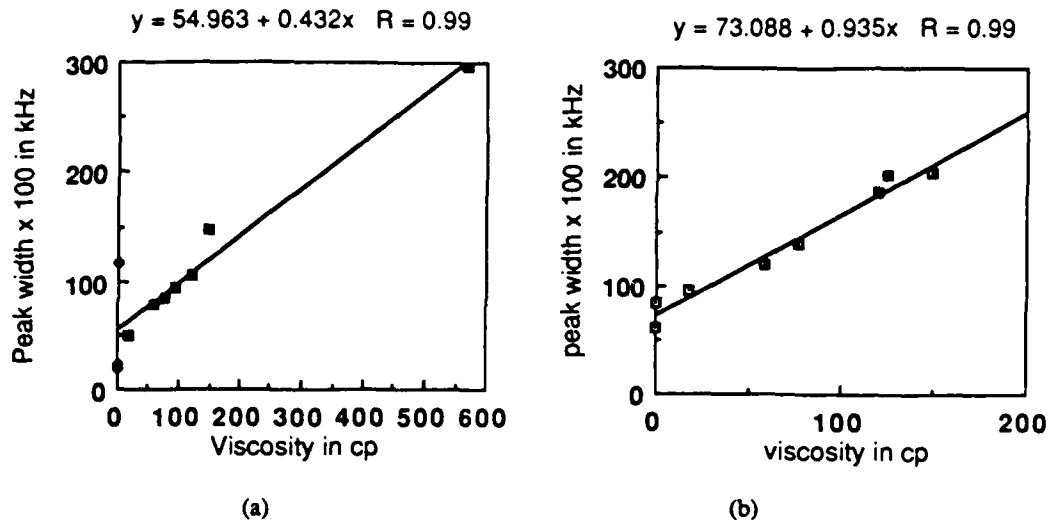 y = 54.963 + 0.432x R = 0.99
300
200
100
0
Peak width x 100 in kHz
0 100 200 300 400 500 600
Viscosity in cp
(a)
y = 73.088 + 0.935x R = 0.99
300
200
100
0
peak width x 100 in kHz
0 100 200
viscosity in cp
(b)